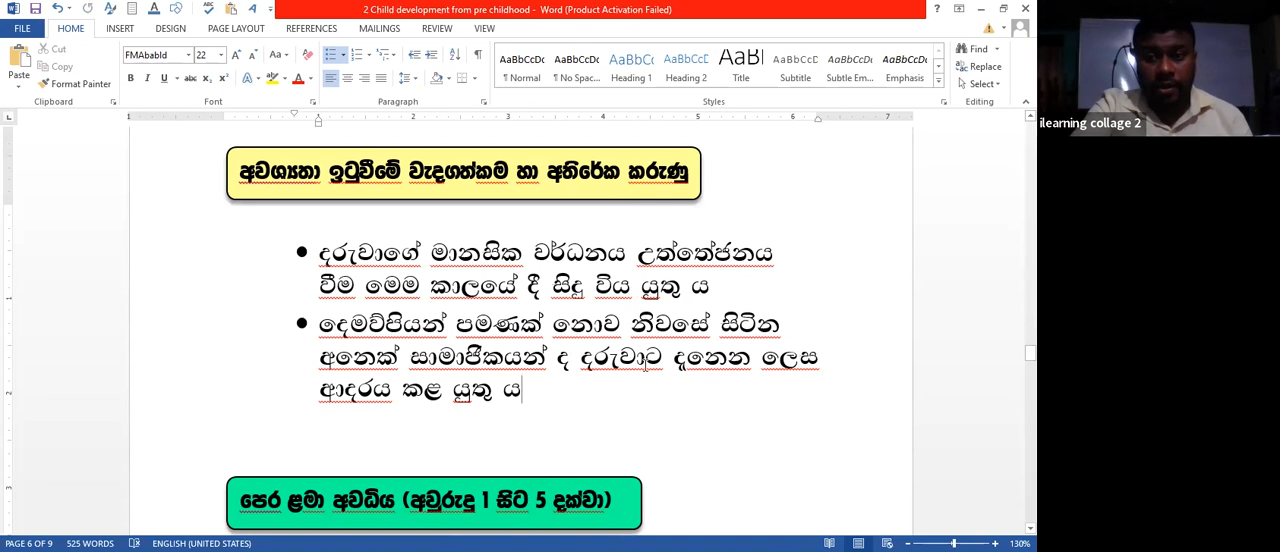 2 Chilld development from pre childhood - Word (Product Activation Failed)
FILE HOME INSERT DESIGN PAGE LAYOUT REFERENCES MAILINGS REVIEW VIEW
Cut
Copy
Format Painter
Paste
FMAbabld 22
AaBbCcDc AaBbCcDc AaBbCc AaBbCcD AaBl AaBbCcD AaBbCcDc AaBbCcDc
¶ Normal ¶ No Spac... Heading 1 Heading 2 Title Subtitle Subtle Em... Emphasis
Find
Replace
Select
Clipboard Font Paragraph Styles Editing
ilearning collage 2
අවශ්‍යතා ඉටුවීමේ වැදගත්කම හා අතිරේක කරුණු
• දරුවාගේ මානසික වර්ධනය උත්තේජනය
වීම මෙම කාලයේ දී සිදු විය යුතු ය
• දෙමව්පියන් පමණක් නොව නිවසේ සිටින
අනෙක් සාමාජිකයන් ද දරුවාට දැනෙන ලෙස
ආදරය කළ යුතු ය
පෙර ළමා අවධිය (අවුරුදු 1 සිට 5 දක්වා)
PAGE 6 OF 9 525 WORDS ENGLISH (UNITED STATES) 130%